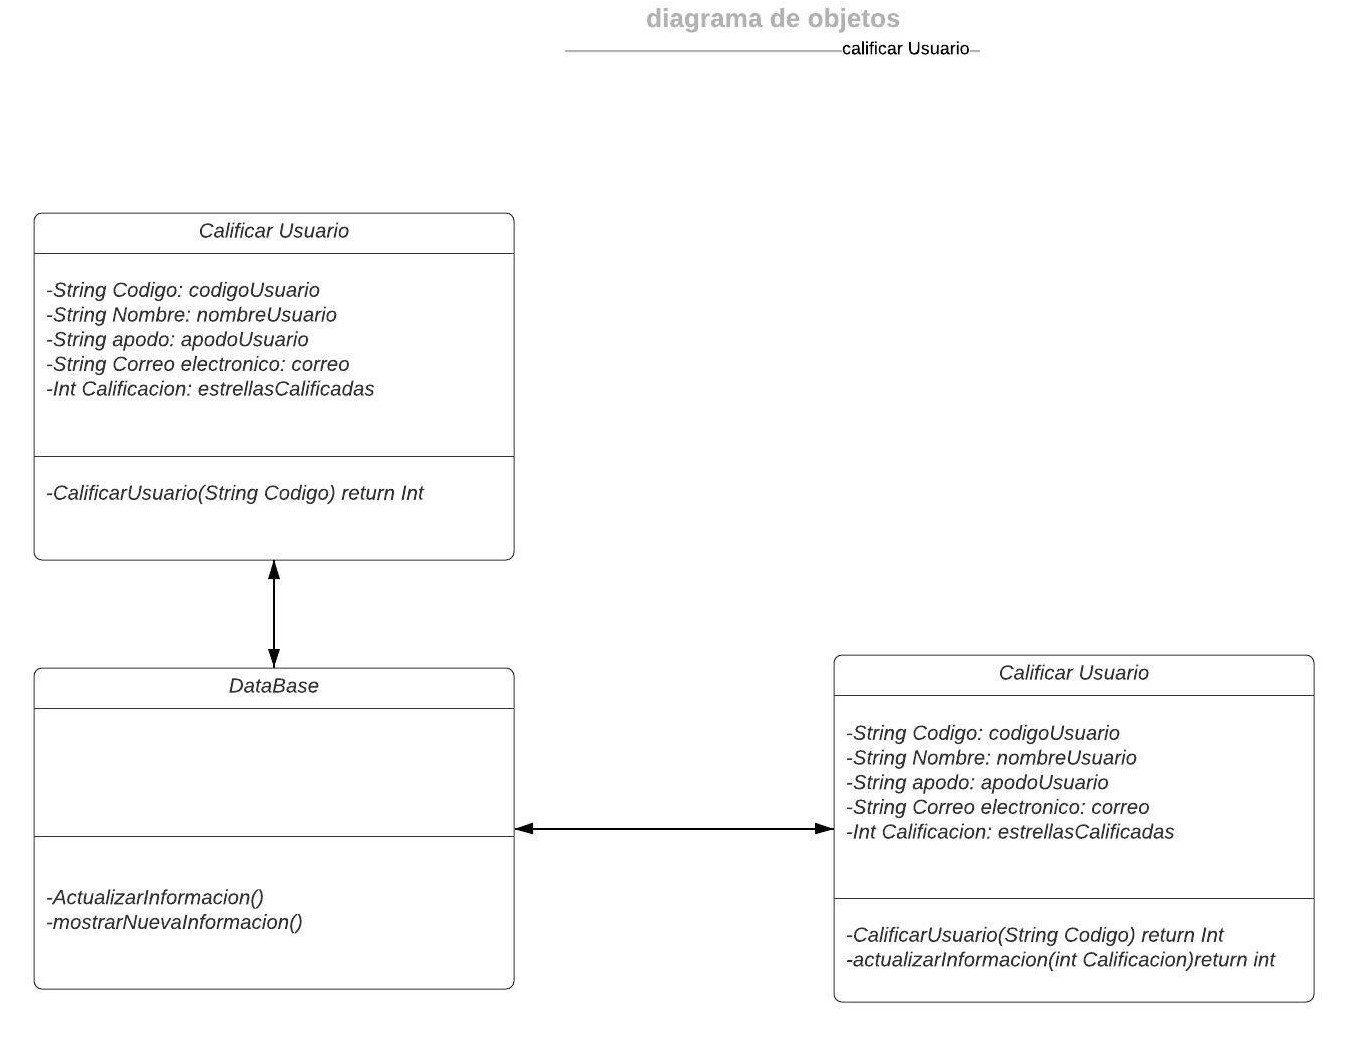 diagrama de objetos
calificar Usuario
Calificar Usuario
-String Codigo: codigoUsuario
-String Nombre: nombreUsuario
-String apodo: apodoUsuario
-String Correo electronico: correo
-Int Calificacion: estrellasCalificadas
-CalificarUsuario(String Codigo) return Int
DataBase
-ActualizarInformacion()
-mostrarNuevaInformacion()
Calificar Usuario
-String Codigo: codigoUsuario
-String Nombre: nombreUsuario
-String apodo: apodoUsuario
-String Correo electronico: correo
-Int Calificacion: estrellasCalificadas
-CalificarUsuario(String Codigo) return Int
-actualizarInformacion(int Calificacion)return int